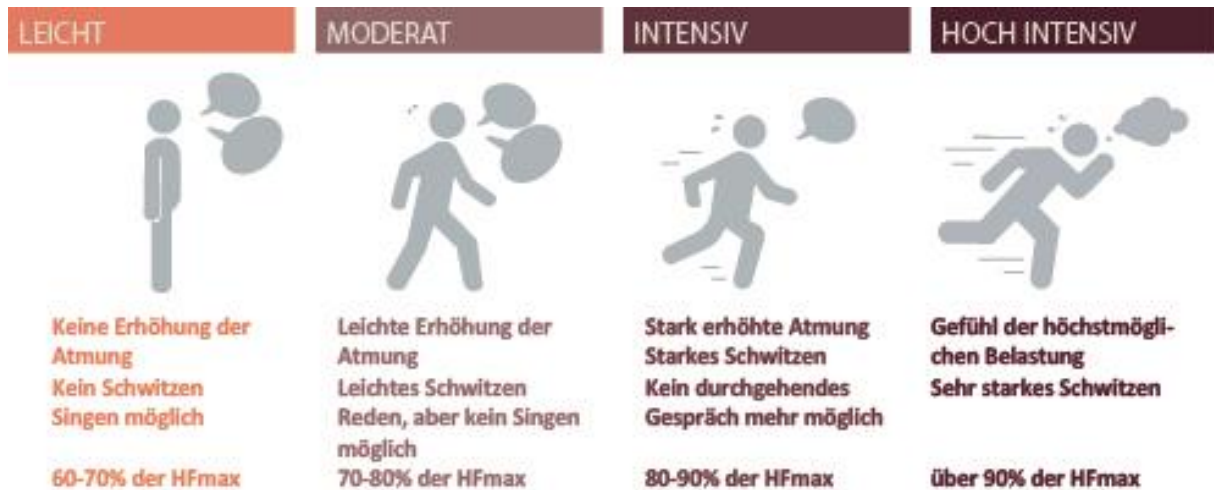 LEICHT
Keine Erhöhung der
Atmung
Kein Schwitzen
Singen möglich
60-70% der HFmax
MODERAT
Leichte Erhöhung der
Atmung
Leichtes Schwitzen
Reden, aber kein Singen
möglich
70-80% der HFmax
INTENSIV
Stark erhöhte Atmung
Starkes Schwitzen
Kein durchgehendes
Gespräch mehr möglich
80-90% der HFmax
HOCH INTENSIV
Gefühl der höchstmögli-
chen Belastung
Sehr starkes Schwitzen
über 90% der HFmax